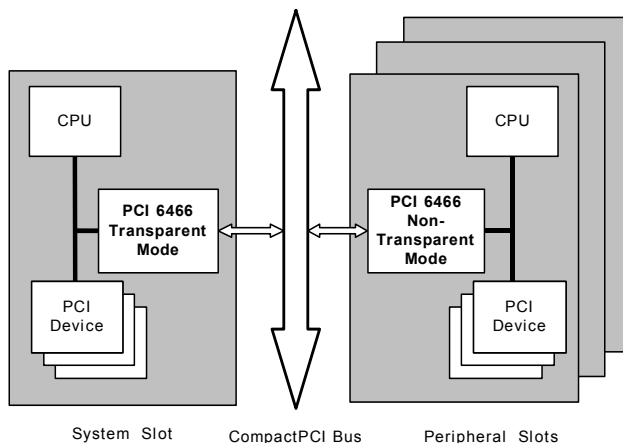 CPU
PCI 6466
Transparent
Mode
PCI
Device
CPU
PCI 6466
Non-
Transparent
Mode
PCI
Device
System Slot
CompactPCI Bus
Peripheral Slots